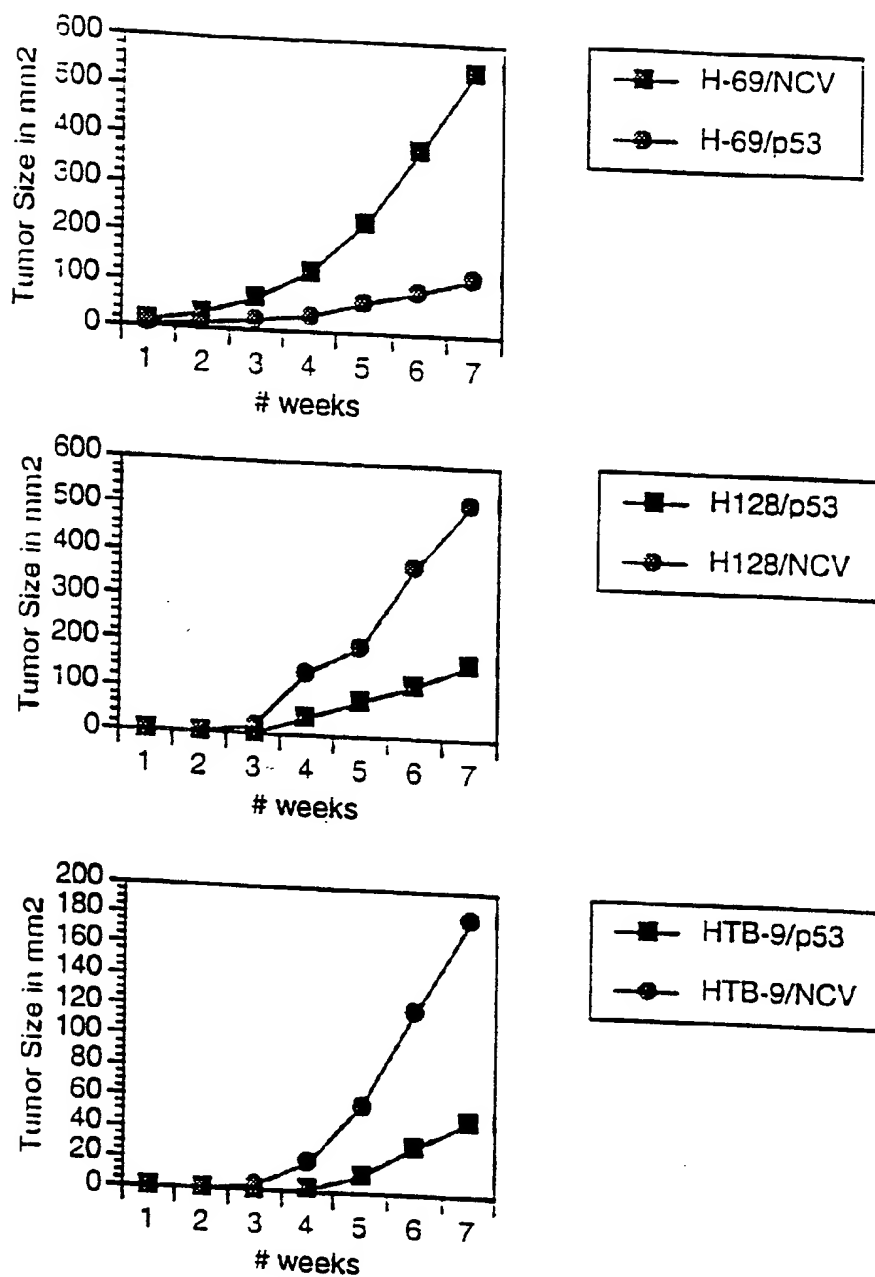 Tumor Size in mm2
600
500
400
300
200
100
0
1 2 3 4 5 6 7
# weeks
H-69/NCV
H-69/p53
Tumor Size in mm2
600
500
400
300
200
100
0
1 2 3 4 5 6 7
# weeks
H128/p53
H128/NCV
Tumor Size in mm2
200
180
160
140
120
100
80
60
40
20
0
1 2 3 4 5 6 7
# weeks
HTB-9/p53
HTB-9/NCV